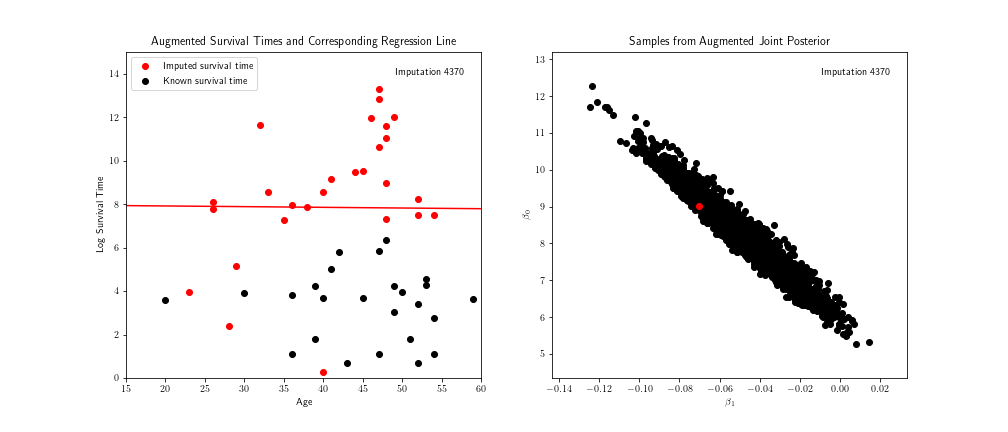 Augmented Survival Times and Corresponding Regression Line
Imputed survival time
Known survival time
Imputation 4370
Log Survival Time
14
12
10
8
6
4
2
0
15 20 25 30 35 40 45 50 55 60
Age
Samples from Augmented Joint Posterior
Imputation 4370
β₀
13
12
11
10
9
8
7
6
5
−0.14 −0.12 −0.10 −0.08 −0.06 −0.04 −0.02 0.00 0.02
β₁